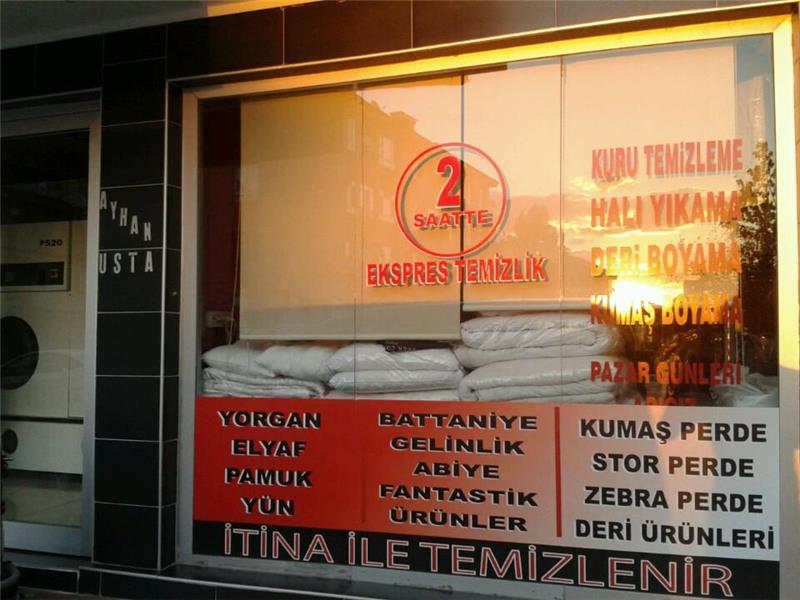 P520
AYHAN
USTA
2
SAATTE
EKSPRES TEMİZLİK
KURU TEMİZLEME
HALI YIKAMA
DERİ BOYAMA
KUMAŞ BOYAMA
PAZAR GÜNLERİ
AÇIĞIZ
YORGAN
ELYAF
PAMUK
YÜN
BATTANİYE
GELİNLİK
ABİYE
FANTASTİK
ÜRÜNLER
KUMAŞ PERDE
STOR PERDE
ZEBRA PERDE
DERİ ÜRÜNLERİ
İTİNA İLE TEMİZLENİR